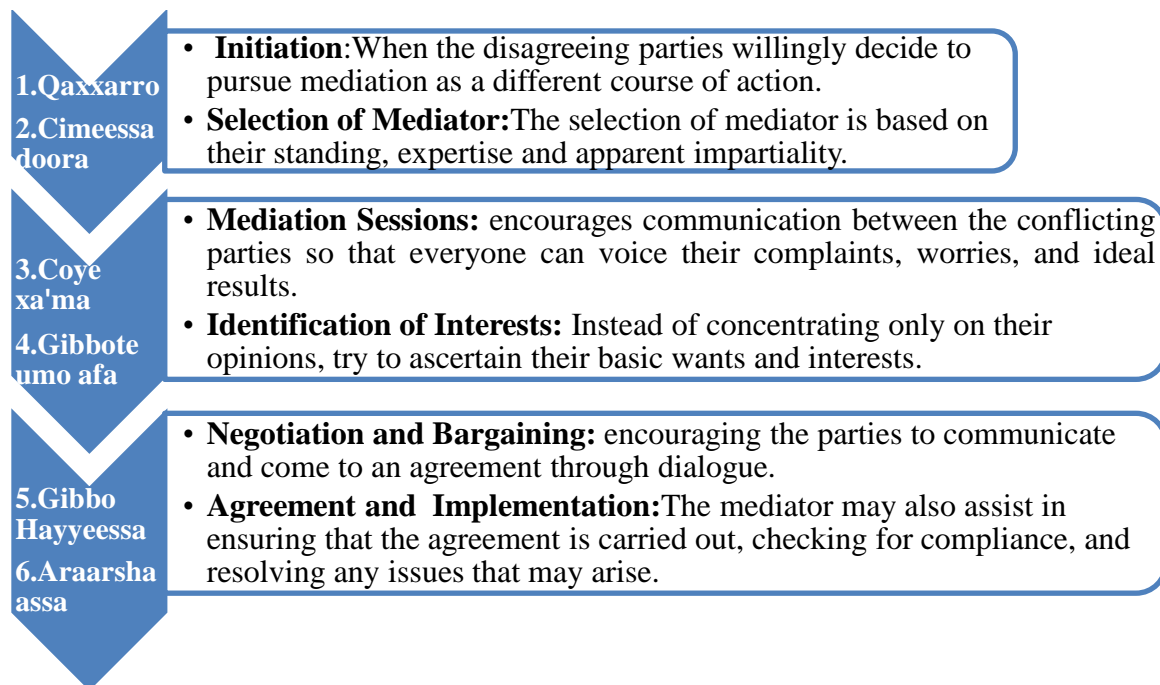 1.Qaxxarro
2.Cimeessa
doora
• Initiation:When the disagreeing parties willingly decide to
pursue mediation as a different course of action.
• Selection of Mediator:The selection of mediator is based on
their standing, expertise and apparent impartiality.
3.Coye
xa'ma
4.Gibbote
umo afa
• Mediation Sessions: encourages communication between the conflicting
parties so that everyone can voice their complaints, worries, and ideal
results.
• Identification of Interests: Instead of concentrating only on their
opinions, try to ascertain their basic wants and interests.
5.Gibbo
Hayyeessa
6.Araarsha
assa
• Negotiation and Bargaining: encouraging the parties to communicate
and come to an agreement through dialogue.
• Agreement and Implementation:The mediator may also assist in
ensuring that the agreement is carried out, checking for compliance, and
resolving any issues that may arise.